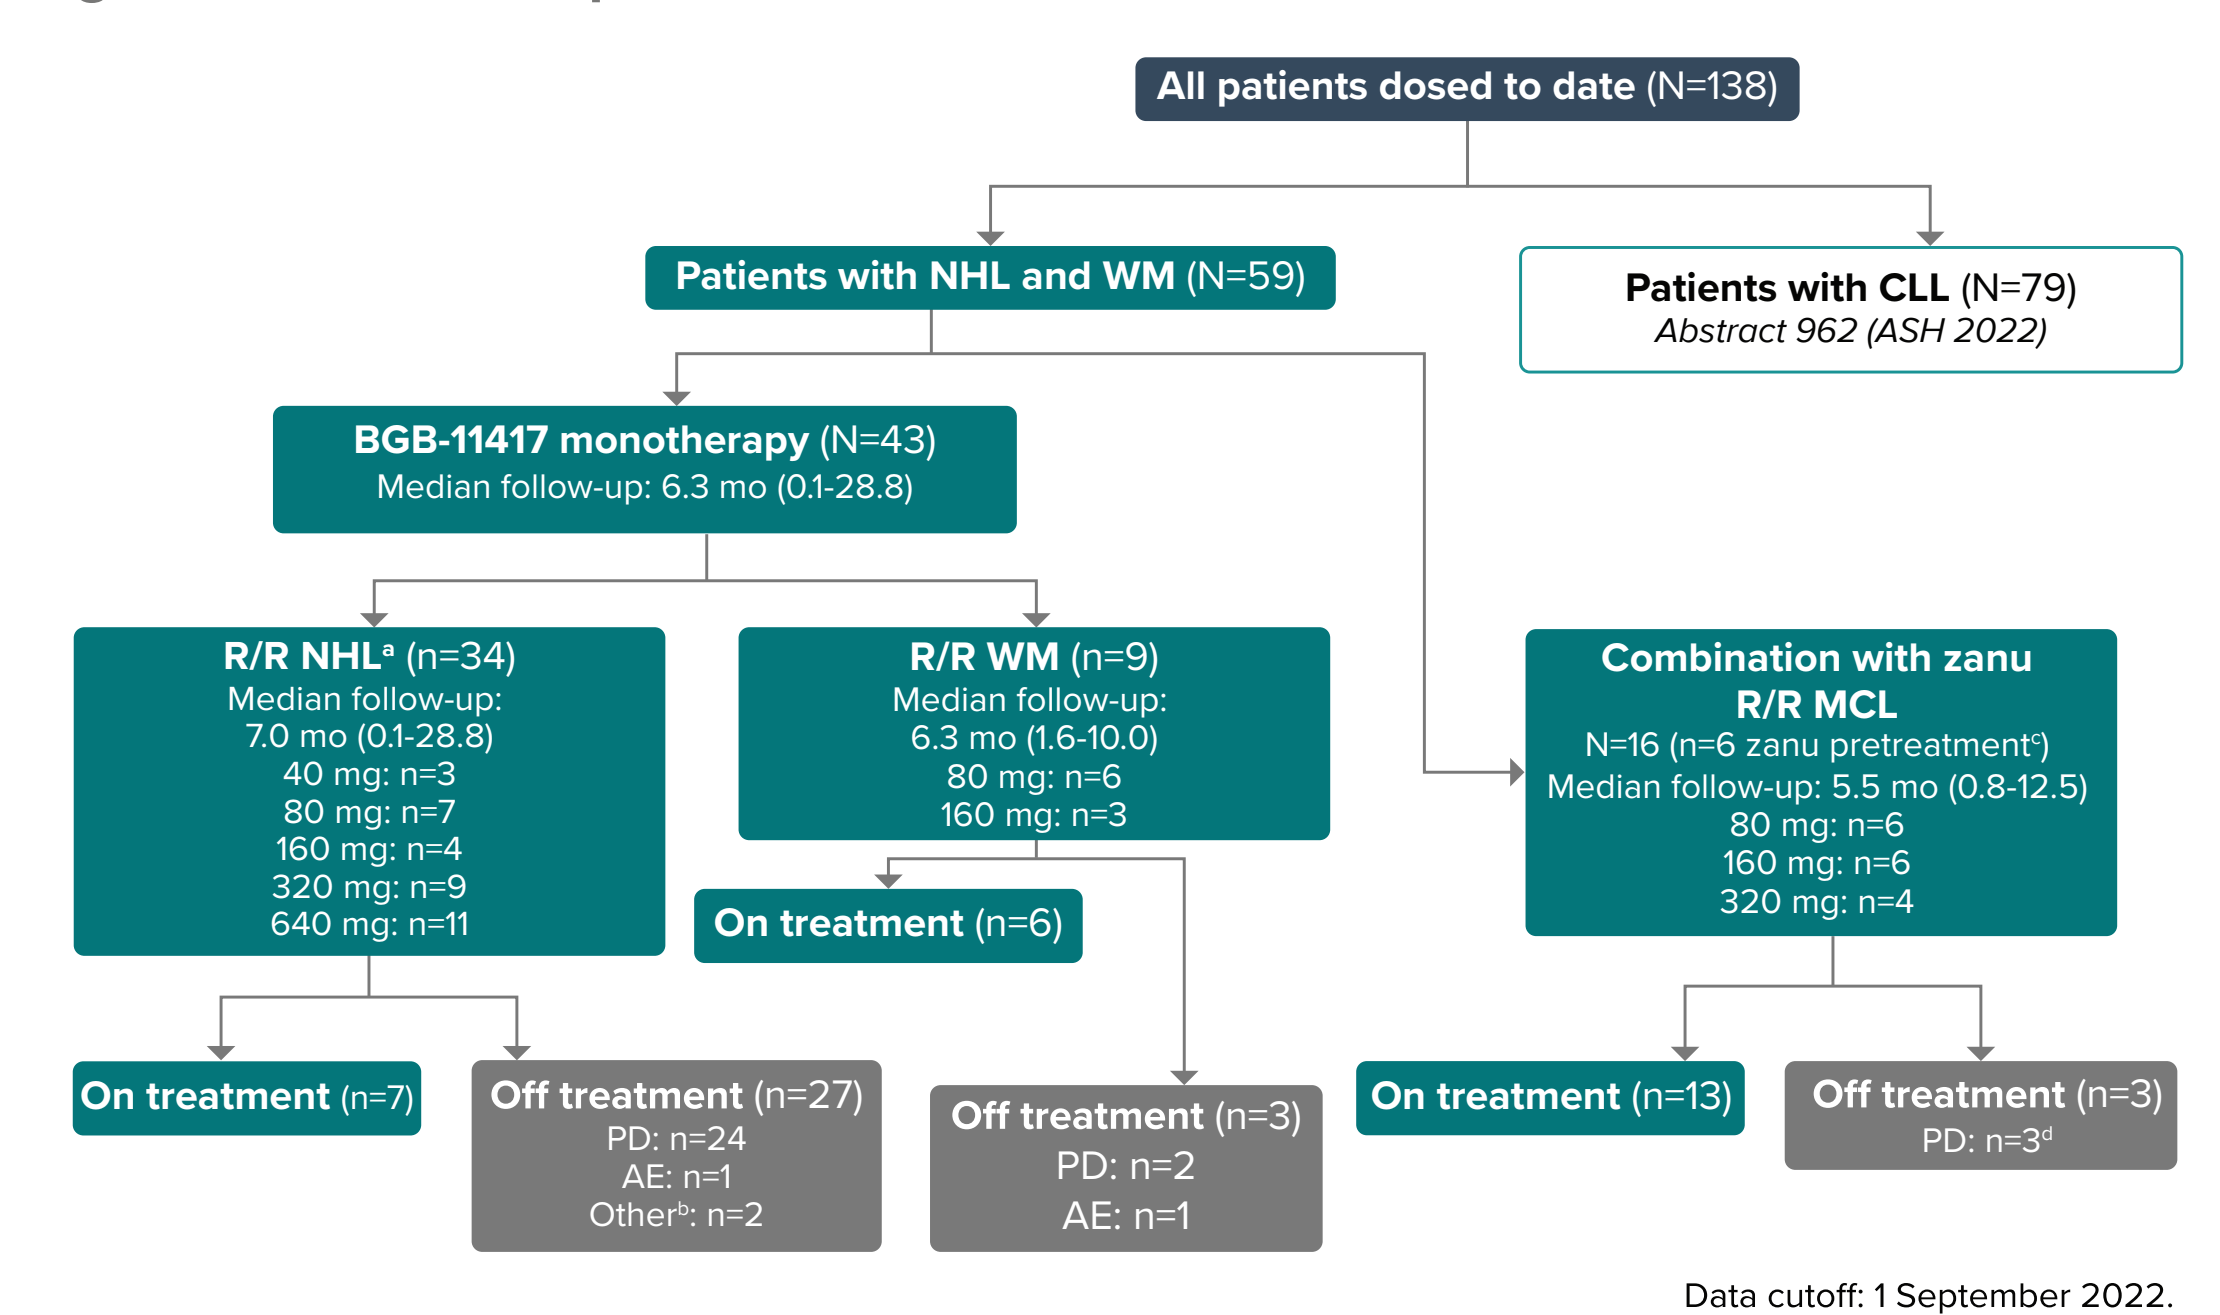 All patients dosed to date (N=138)
Patients with NHL and WM (N=59)
Patients with CLL (N=79)
Abstract 962 (ASH 2022)
BGB-11417 monotherapy (N=43)
Median follow-up: 6.3 mo (0.1-28.8)
R/R NHLᵃ (n=34)
Median follow-up:
7.0 mo (0.1-28.8)
40 mg: n=3
80 mg: n=7
160 mg: n=4
320 mg: n=9
640 mg: n=11
R/R WM (n=9)
Median follow-up:
6.3 mo (1.6-10.0)
80 mg: n=6
160 mg: n=3
Combination with zanu
R/R MCL
N=16 (n=6 zanu pretreatmentᶜ)
Median follow-up: 5.5 mo (0.8-12.5)
80 mg: n=6
160 mg: n=6
320 mg: n=4
On treatment (n=6)
On treatment (n=7)
Off treatment (n=27)
PD: n=24
AE: n=1
Otherᵇ: n=2
Off treatment (n=3)
PD: n=2
AE: n=1
On treatment (n=13)
Off treatment (n=3)
PD: n=3ᵈ
Data cutoff: 1 September 2022.